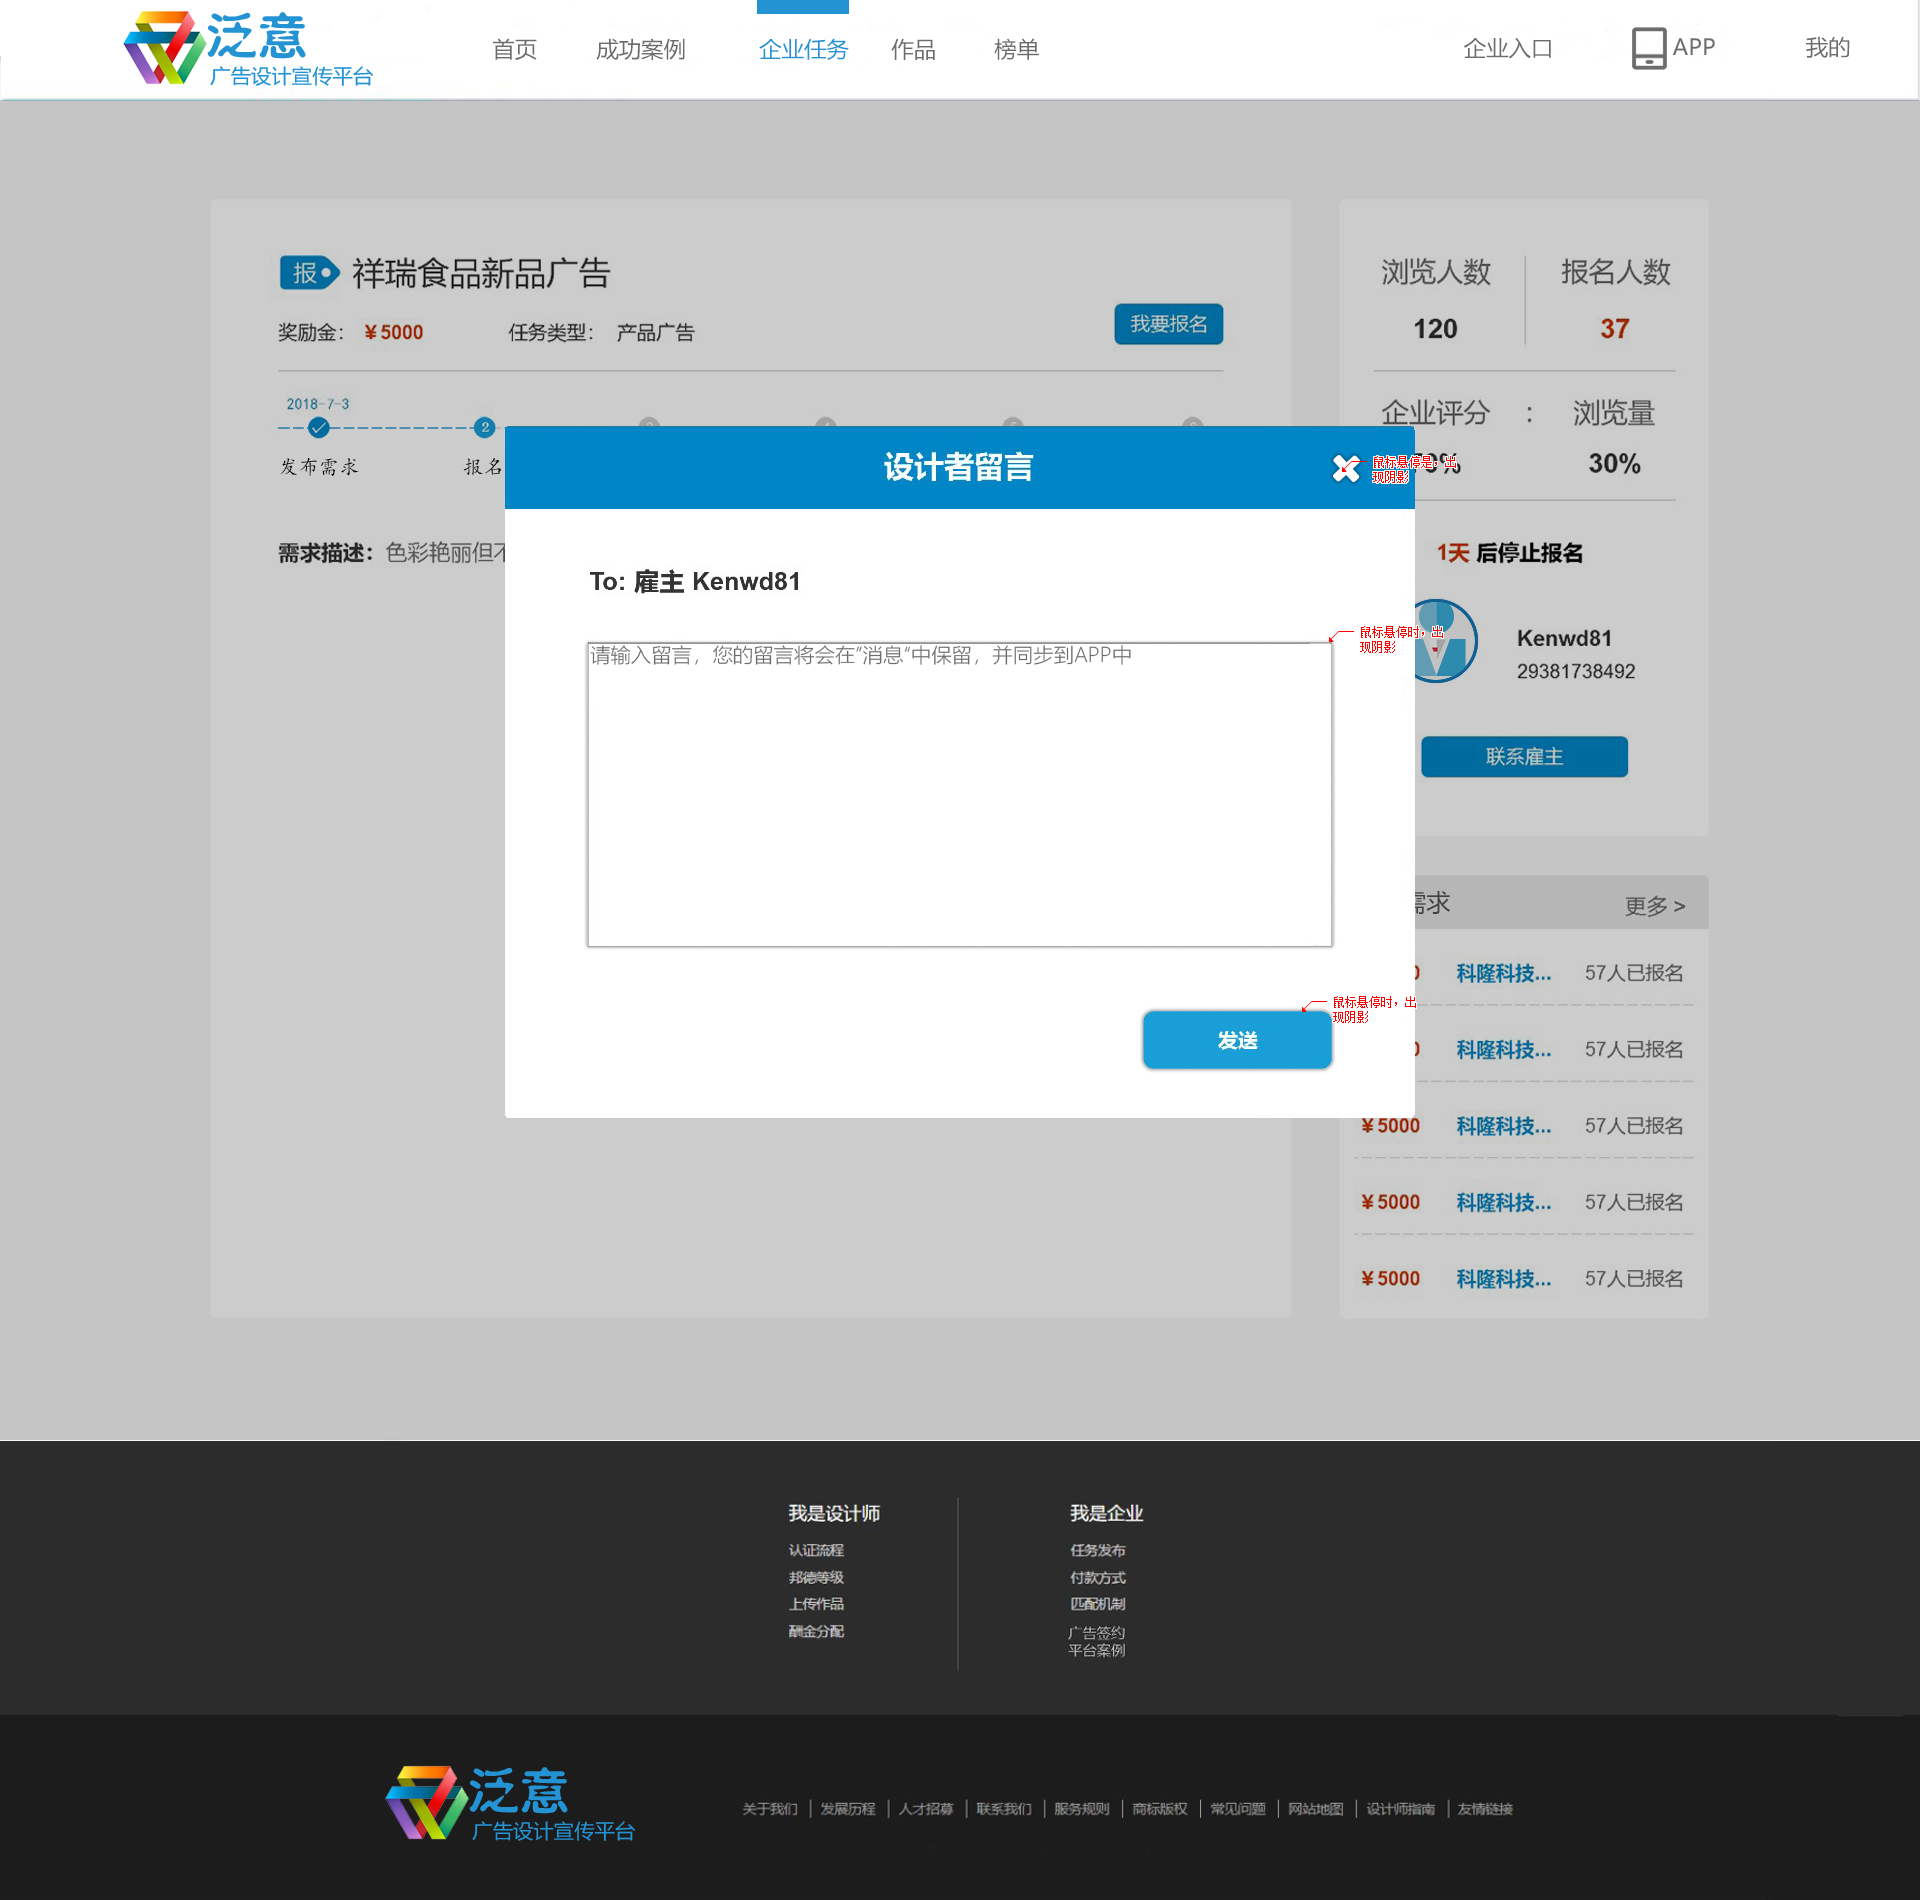 泛意
广告设计宣传平台
首页 成功案例 企业任务 作品 榜单 企业入口 APP 我的
报 祥瑞食品新品广告
奖励金： ¥5000 任务类型： 产品广告
我要报名
2018-7-3
2
发布需求 报名
需求描述： 色彩艳丽但
浏览人数 报名人数
120 37
企业评分 : 浏览量
30%
1天 后停止报名
Kenwd81
29381738492
联系雇主
设计者留言
鼠标悬停是，出
现阴影
To: 雇主 Kenwd81
鼠标悬停时，出
现阴影
请输入留言，您的留言将会在”消息“中保留，并同步到APP中
鼠标悬停时，出
现阴影
发送
需求 更多 >
科隆科技... 57人已报名
科隆科技... 57人已报名
¥5000 科隆科技... 57人已报名
¥5000 科隆科技... 57人已报名
¥5000 科隆科技... 57人已报名
我是设计师
认证流程
邦德等级
上传作品
酬金分配
我是企业
任务发布
付款方式
匹配机制
广告签约
平台案例
泛意
广告设计宣传平台
关于我们 | 发展历程 | 人才招募 | 联系我们 | 服务规则 | 商标版权 | 常见问题 | 网站地图 | 设计师指南 | 友情链接